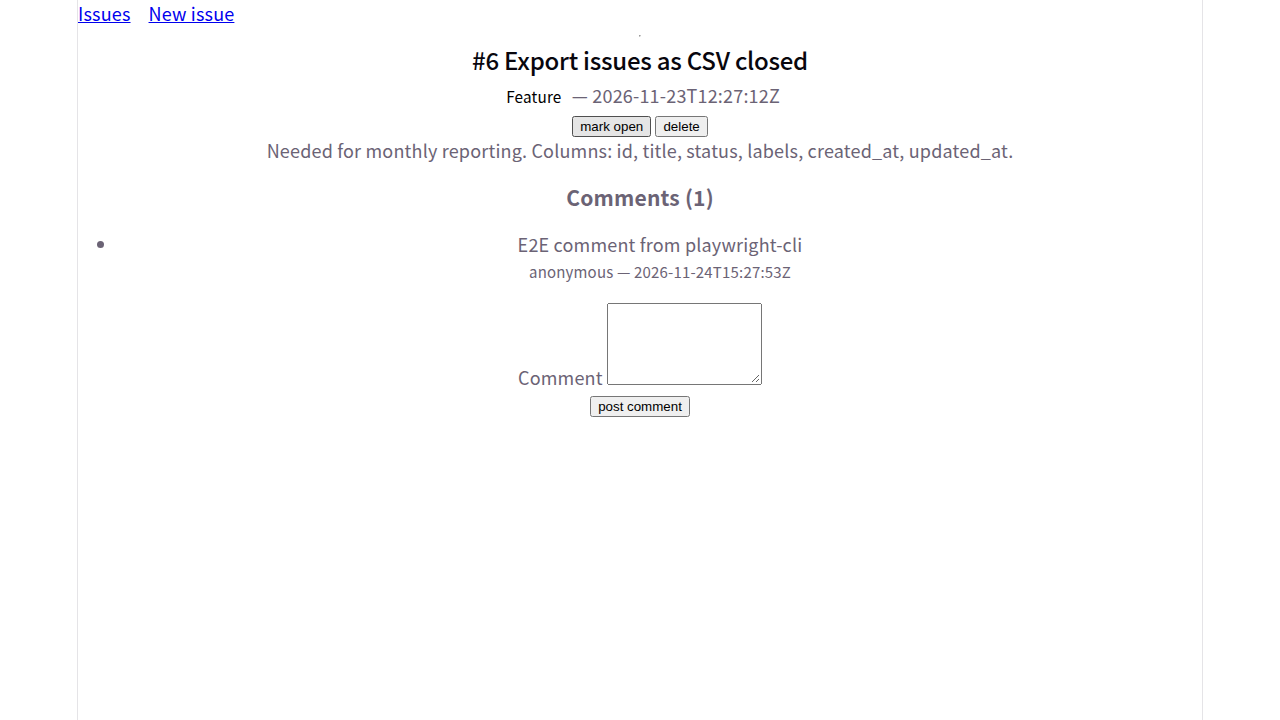 Issues New issue
#6 Export issues as CSV closed
Feature — 2026-11-23T12:27:12Z
mark open delete
Needed for monthly reporting. Columns: id, title, status, labels, created_at, updated_at.
Comments (1)
E2E comment from playwright-cli
anonymous — 2026-11-24T15:27:53Z
Comment
post comment